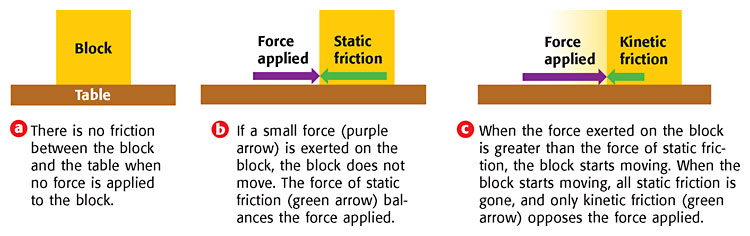 Block
Table
a There is no friction
between the block
and the table when
no force is applied
to the block.
Force
applied
Static
friction
b If a small force (purple
arrow) is exerted on the
block, the block does not
move. The force of static
friction (green arrow) bal-
ances the force applied.
Force
applied
Kinetic
friction
c When the force exerted on the block
is greater than the force of static fric-
tion, the block starts moving. When the
block starts moving, all static friction is
gone, and only kinetic friction (green
arrow) opposes the force applied.